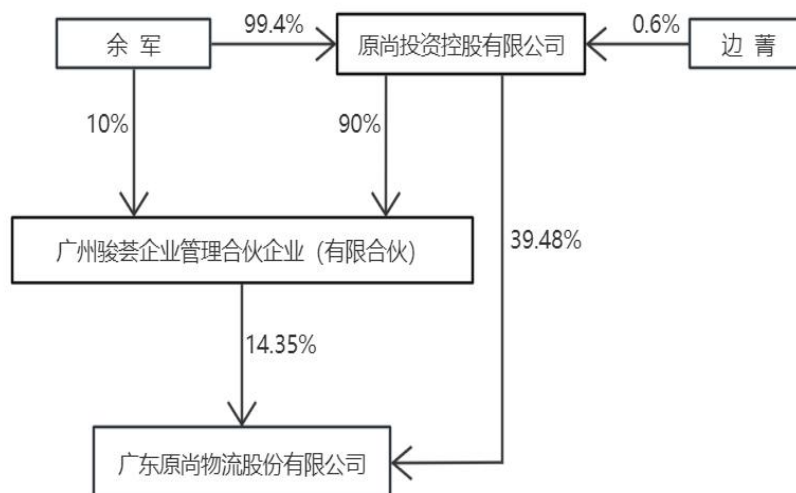 余 军
99.4%
原尚投资控股有限公司
0.6%
边 菁
10%
90%
广州骏荟企业管理合伙企业（有限合伙）
39.48%
14.35%
广东原尚物流股份有限公司